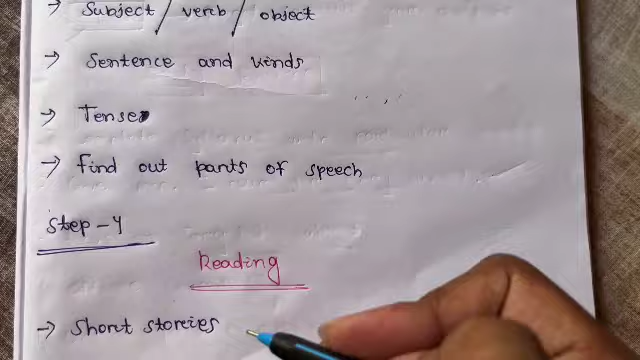 → Subject / verb / object
→ Sentence and kinds
→ Tense
→ Find out parts of speech
Step - 4
Reading
→ Short stories